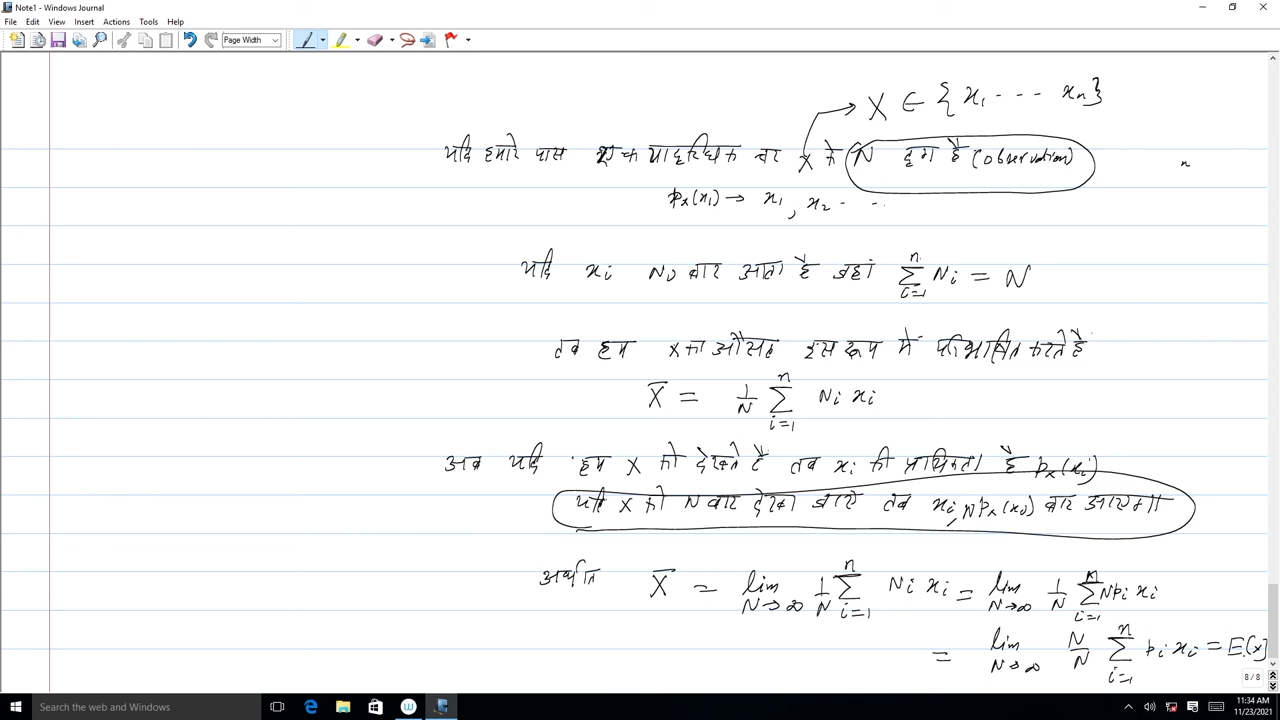 Note1 - Windows Journal
File Edit View Insert Actions Tools Help
Page Width
X ∈ {x₁ - - - xₙ}
यदि हमारे पास एक यादृच्छिक चर X के N दृग है (observation)
pₓ(x₁) → x₁, x₂ - - -
यदि xᵢ Nᵢ बार आता है जहां Σᵢ₌₁ⁿ Nᵢ = N
तब हम X का औसत इस रूप में परिभाषित करते हैं
X̅ = 1/N Σᵢ₌₁ⁿ Nᵢ xᵢ
अब यदि हम X को देखते हैं तब xᵢ की प्रायिकता है pₓ(xᵢ)
यदि X को N बार देखा जाये तब xᵢ, Npₓ(xᵢ) बार आएगा
अर्थात X̅ = lim N→∞ 1/N Σᵢ₌₁ⁿ Nᵢ xᵢ = lim N→∞ 1/N Σᵢ₌₁ⁿ Npᵢ xᵢ
= lim N→∞ N/N Σᵢ₌₁ⁿ pᵢ xᵢ = E[x]
8 / 8
Search the web and Windows
11:34 AM
11/23/2021